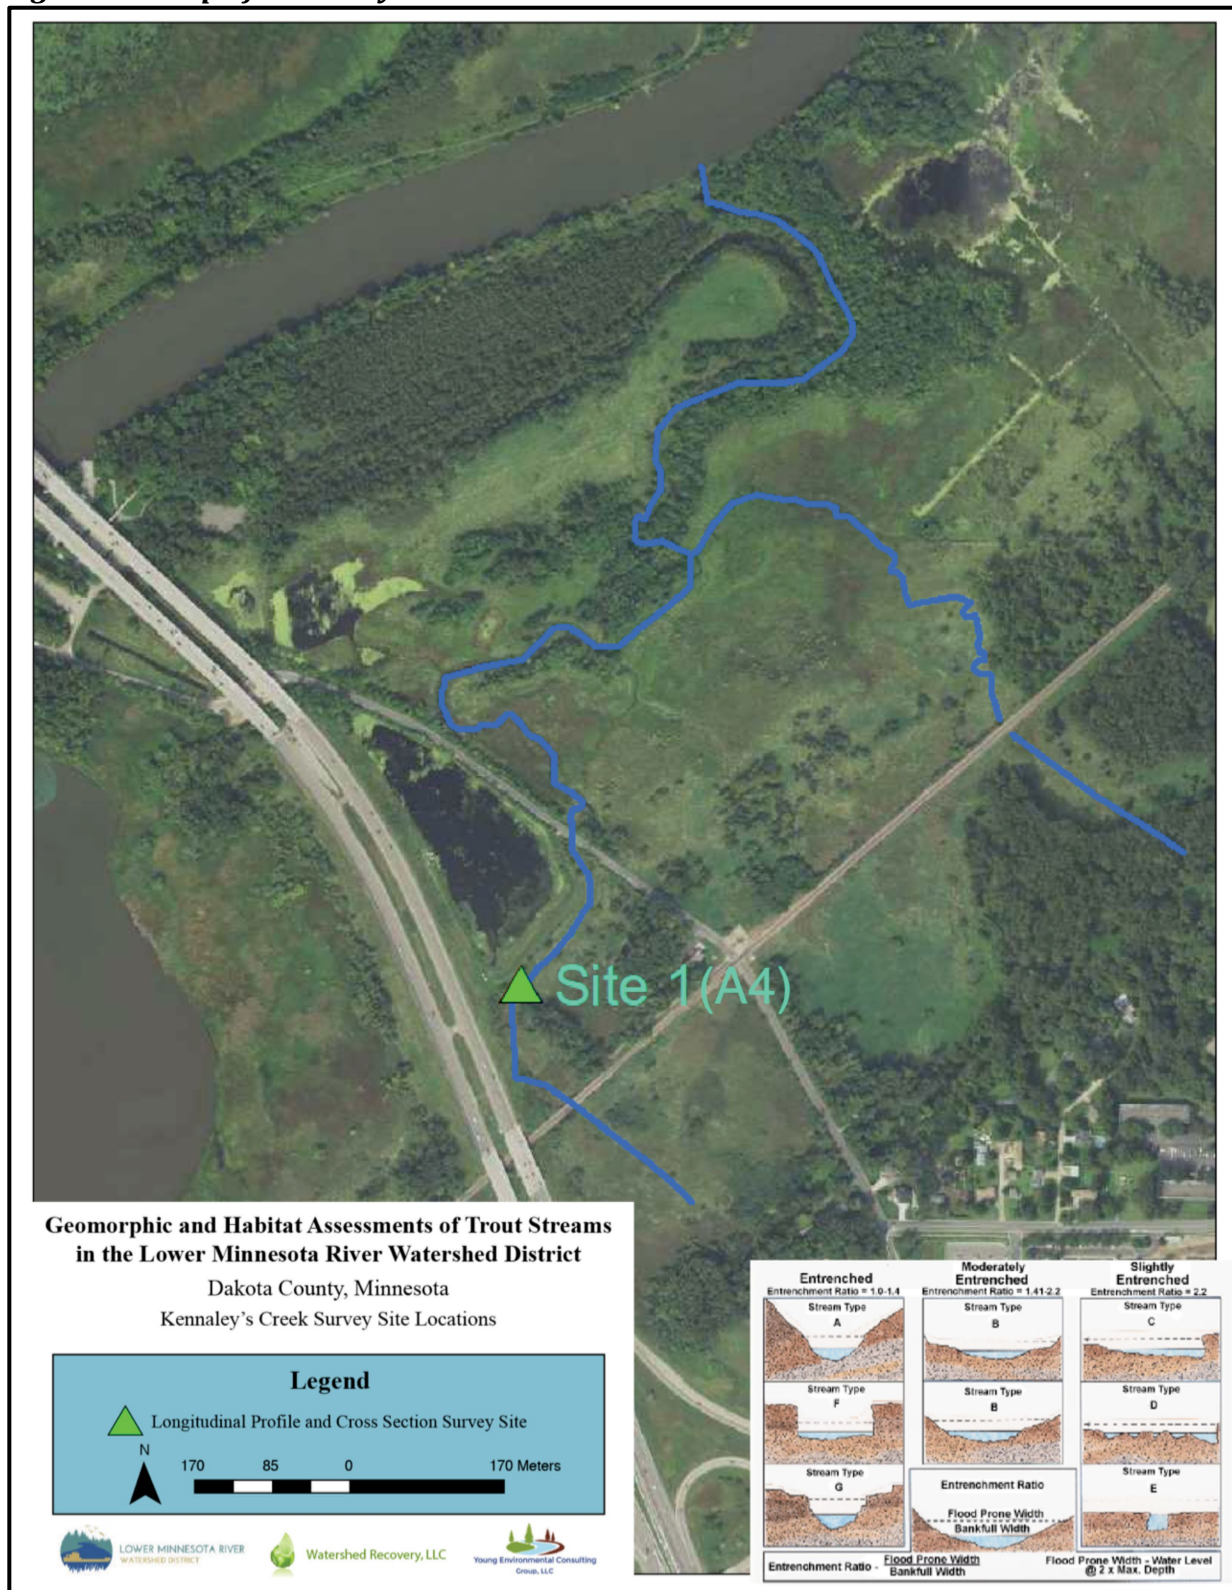 Site 1(A4)
Geomorphic and Habitat Assessments of Trout Streams
in the Lower Minnesota River Watershed District
Dakota County, Minnesota
Kennaley's Creek Survey Site Locations
Legend
Longitudinal Profile and Cross Section Survey Site
N
170 85 0 170 Meters
LOWER MINNESOTA RIVER
WATERSHED DISTRICT
Watershed Recovery, LLC
Young Environmental Consulting
Group, LLC
Entrenched
Entrenchment Ratio = 1.0-1.4
Stream Type
A
Stream Type
F
Stream Type
G
Moderately
Entrenched
Entrenchment Ratio = 1.41-2.2
Stream Type
B
Stream Type
B
Entrenchment Ratio
Flood Prone Width
Bankfull Width
Slightly
Entrenched
Entrenchment Ratio = 2.2
Stream Type
C
Stream Type
D
Stream Type
E
Entrenchment Ratio - Flood Prone Width
Bankfull Width
Flood Prone Width - Water Level
@ 2 x Max. Depth